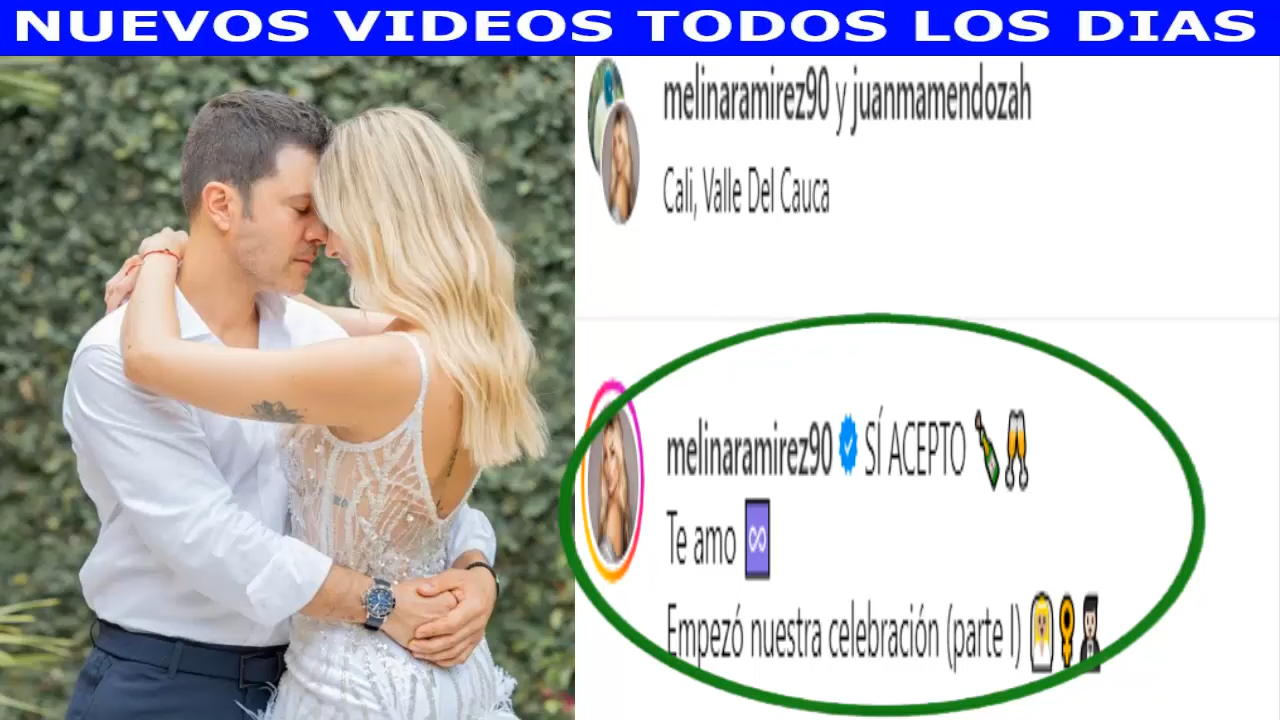 NUEVOS VIDEOS TODOS LOS DIAS
melinaramirez90 y juanmamendozah
Cali, Valle Del Cauca
melinaramirez90 SÍ ACEPTO 🍾🥂
Te amo ♾️
Empezó nuestra celebración (parte I) 👰‍♀️🤵